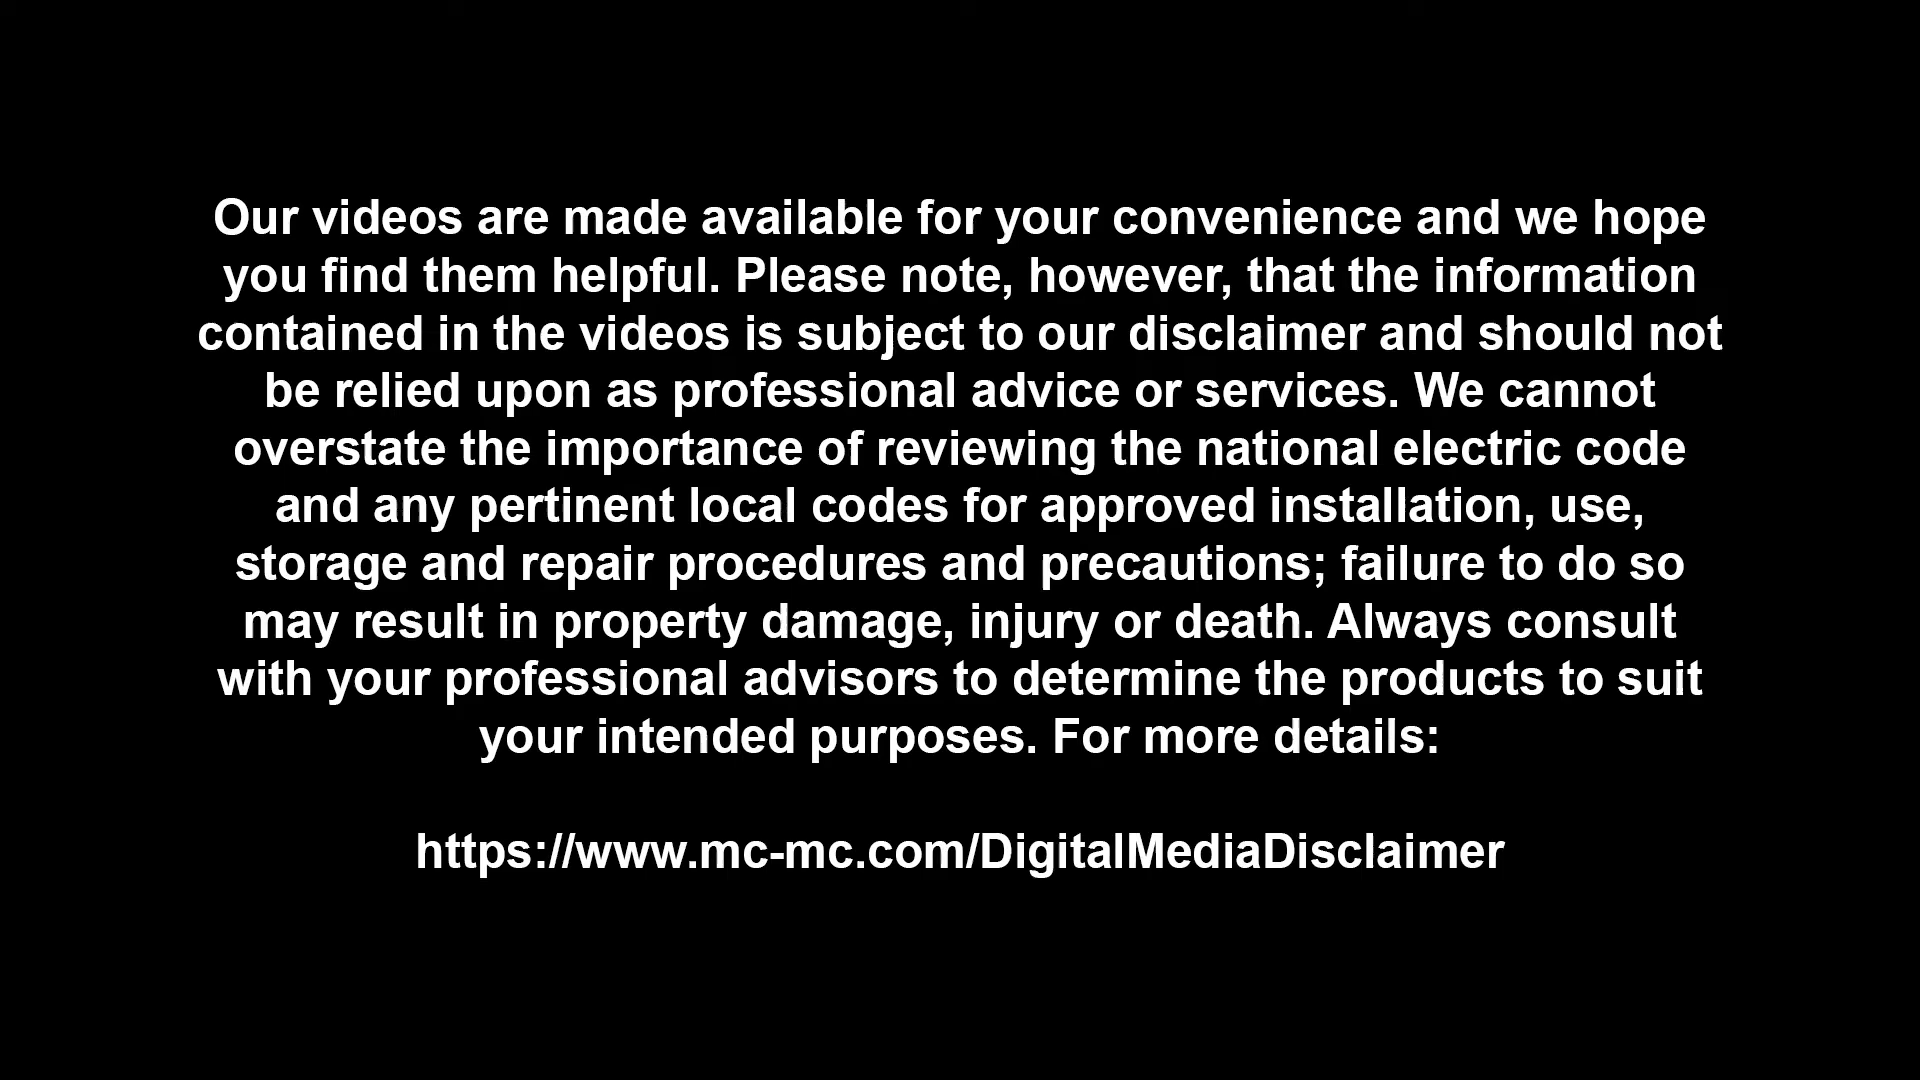 Our videos are made available for your convenience and we hope
you find them helpful. Please note, however, that the information
contained in the videos is subject to our disclaimer and should not
be relied upon as professional advice or services. We cannot
overstate the importance of reviewing the national electric code
and any pertinent local codes for approved installation, use,
storage and repair procedures and precautions; failure to do so
may result in property damage, injury or death. Always consult
with your professional advisors to determine the products to suit
your intended purposes. For more details:
https://www.mc-mc.com/DigitalMediaDisclaimer